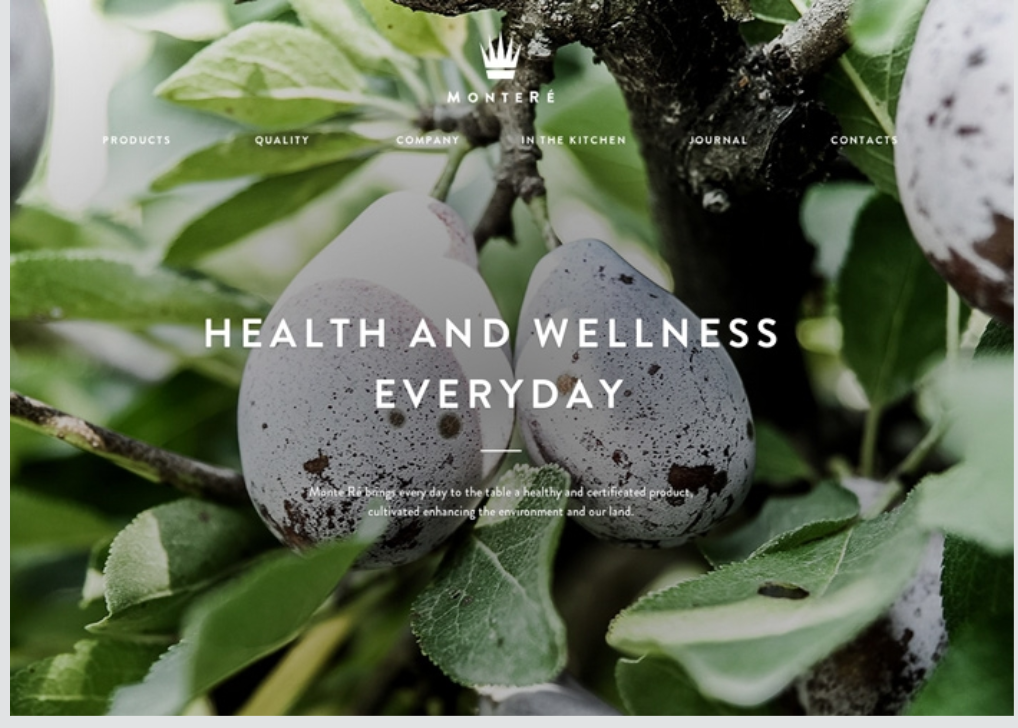 MONTERÉ
PRODUCTS QUALITY COMPANY IN THE KITCHEN JOURNAL CONTACTS
HEALTH AND WELLNESS
EVERYDAY
Monte Ré brings every day to the table a healthy and certificated product,
cultivated enhancing the environment and our land.